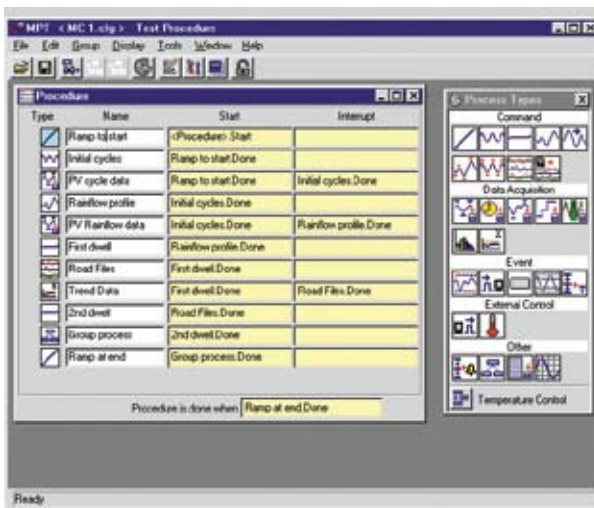 MPT < MC 1.cfg > Test Procedure
File Edit Group Display Tools Window Help
Procedure
Type Name Start Interrupt
Ramp to start <Procedure>.Start
Initial cycles Ramp to start.Done
PV cycle data Ramp to start.Done Initial cycles.Done
Rainflow profile Initial cycles.Done
PV Rainflow data Initial cycles.Done Rainflow profile.Done
First dwell Rainflow profile.Done
Road Files First dwell.Done
Trend Data First dwell.Done Road Files.Done
2nd dwell Road Files.Done
Group process 2nd dwell.Done
Ramp at end Group process.Done
Procedure is done when Ramp at end.Done
Process Types
Command
Data Acquisition
Event
External Control
Other
Temperature Control
Ready